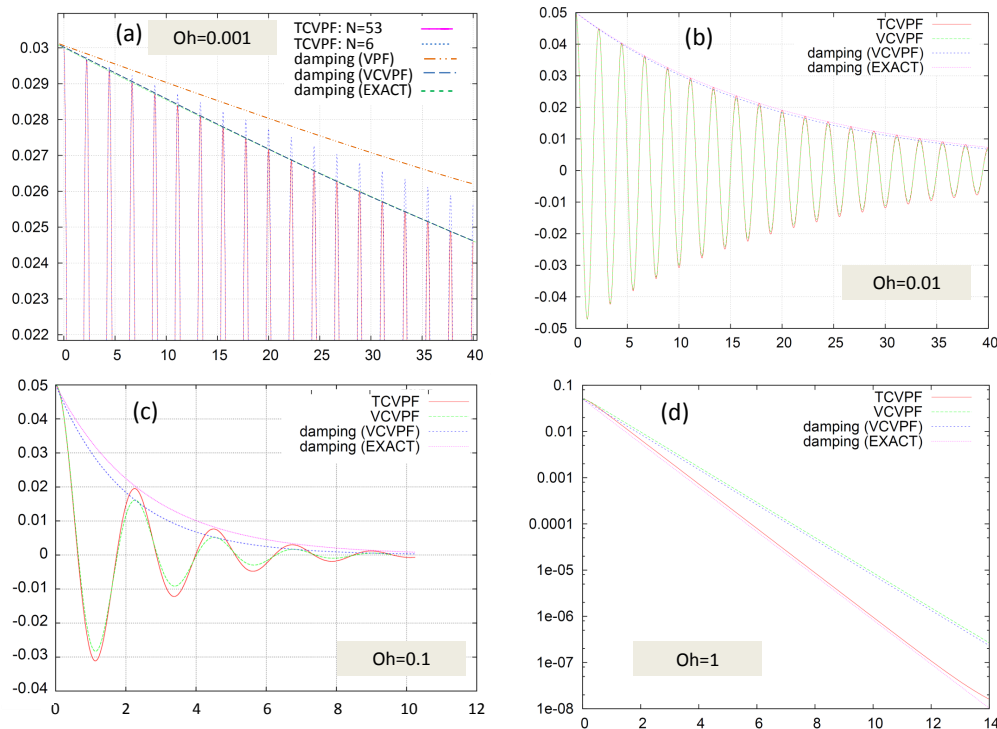 (a)
Oh=0.001
TCVPF: N=53
TCVPF: N=6
damping (VPF)
damping (VCVPF)
damping (EXACT)
0.03
0.029
0.028
0.027
0.026
0.025
0.024
0.023
0.022
0 5 10 15 20 25 30 35 40
(b)
TCVPF
VCVPF
damping (VCVPF)
damping (EXACT)
0.05
0.04
0.03
0.02
0.01
0
-0.01
-0.02
-0.03
-0.04
-0.05
Oh=0.01
0 5 10 15 20 25 30 35 40
(c)
TCVPF
VCVPF
damping (VCVPF)
damping (EXACT)
0.05
0.04
0.03
0.02
0.01
0
-0.01
-0.02
-0.03
-0.04
Oh=0.1
0 2 4 6 8 10 12
(d)
TCVPF
VCVPF
damping (VCVPF)
damping (EXACT)
0.1
0.01
0.001
0.0001
1e-05
1e-06
1e-07
1e-08
Oh=1
0 2 4 6 8 10 12 14